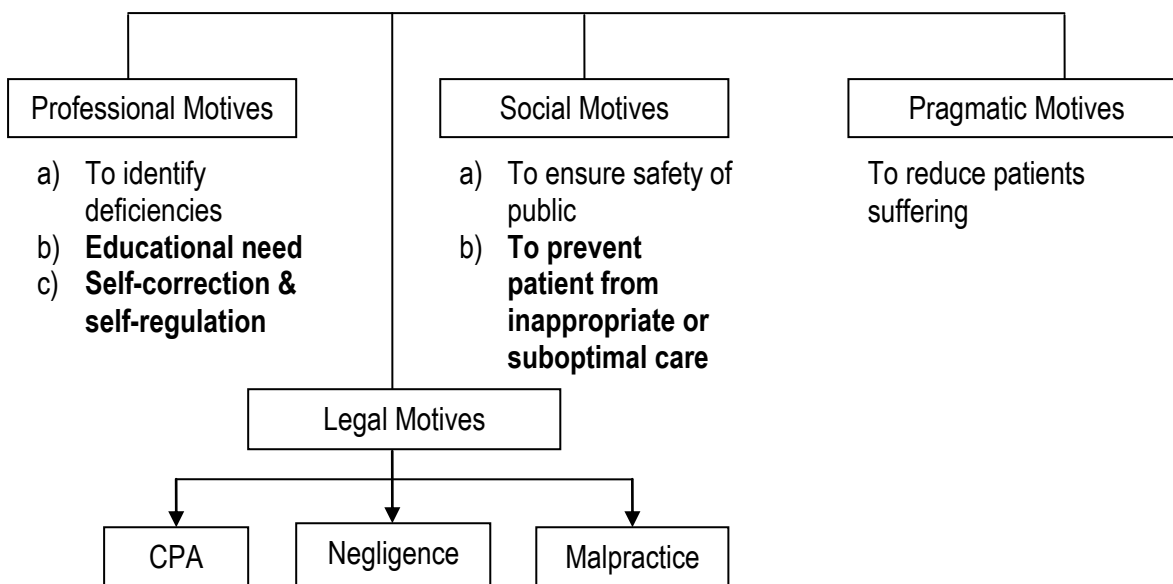 Professional Motives
a) To identify
deficiencies
b) Educational need
c) Self-correction &
self-regulation
Social Motives
a) To ensure safety of
public
b) To prevent
patient from
inappropriate or
suboptimal care
Pragmatic Motives
To reduce patients
suffering
Legal Motives
CPA
Negligence
Malpractice